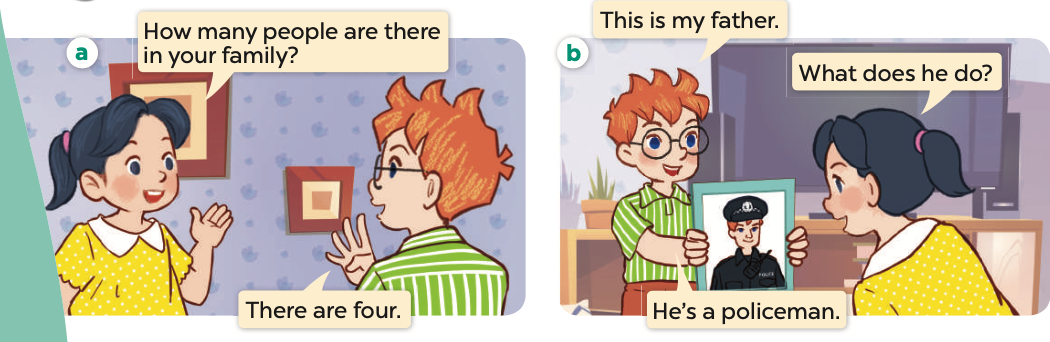 a
How many people are there
in your family?
There are four.
b
This is my father.
What does he do?
POLICE
He's a policeman.